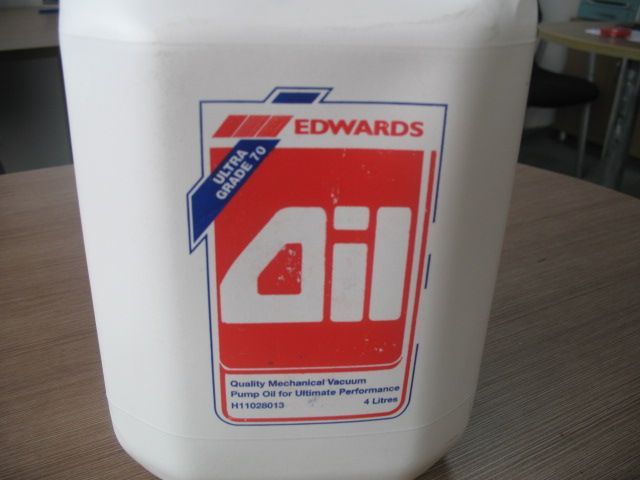 EDWARDS
ULTRA
GRADE 70
Oil
Quality Mechanical Vacuum
Pump Oil for Ultimate Performance
H11028013 4 Litres